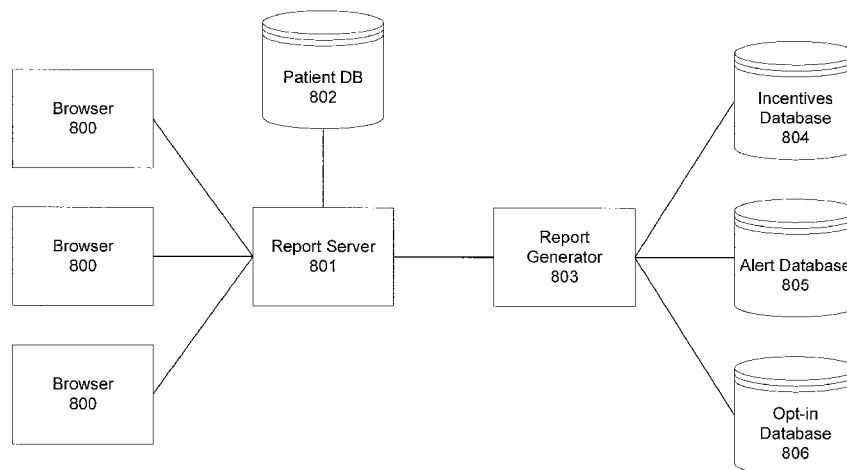 Patient DB
802
Browser
800
Incentives
Database
804
Browser
800
Report Server
801
Report
Generator
803
Alert Database
805
Browser
800
Opt-in
Database
806